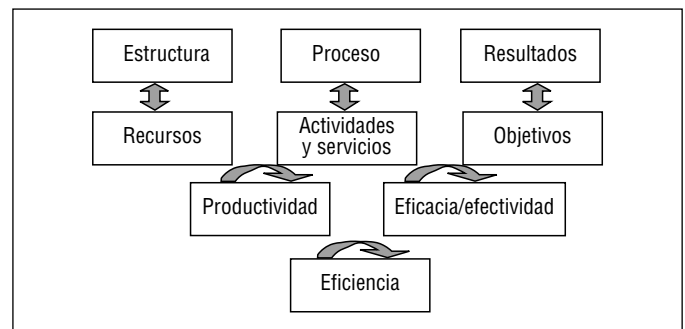 Estructura
Proceso
Resultados
Recursos
Actividades
y servicios
Objetivos
Productividad
Eficacia/efectividad
Eficiencia